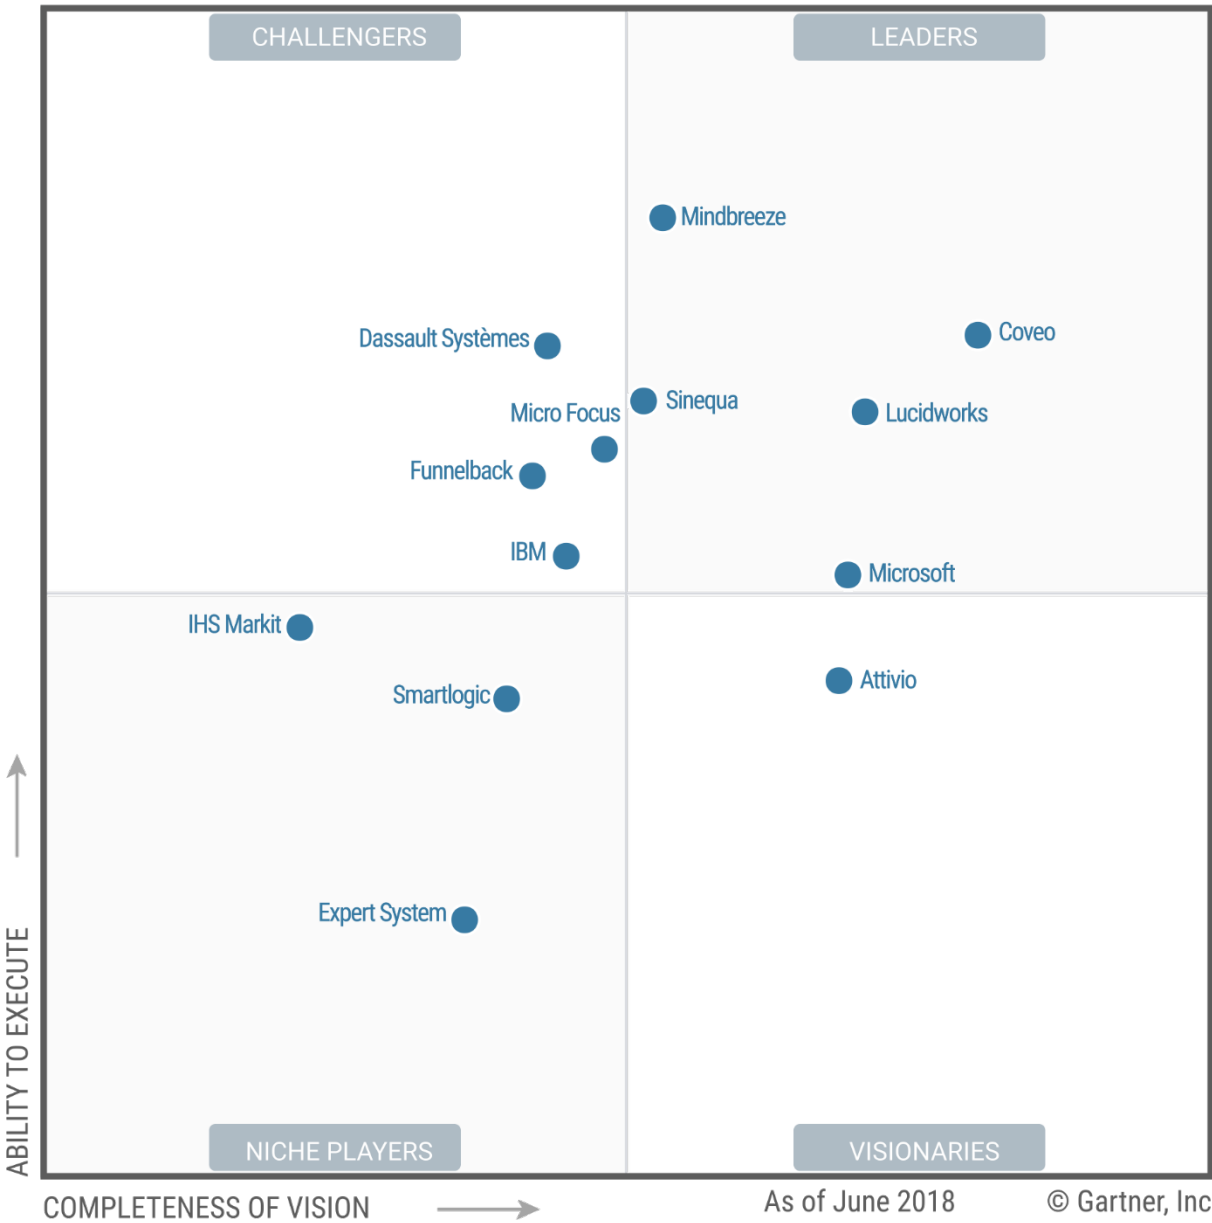 CHALLENGERS
LEADERS
Mindbreeze
Coveo
Dassault Systèmes
Sinequa
Micro Focus
Lucidworks
Funnelback
IBM
Microsoft
IHS Markit
Attivio
Smartlogic
Expert System
ABILITY TO EXECUTE
NICHE PLAYERS
VISIONARIES
COMPLETENESS OF VISION
As of June 2018
© Gartner, Inc